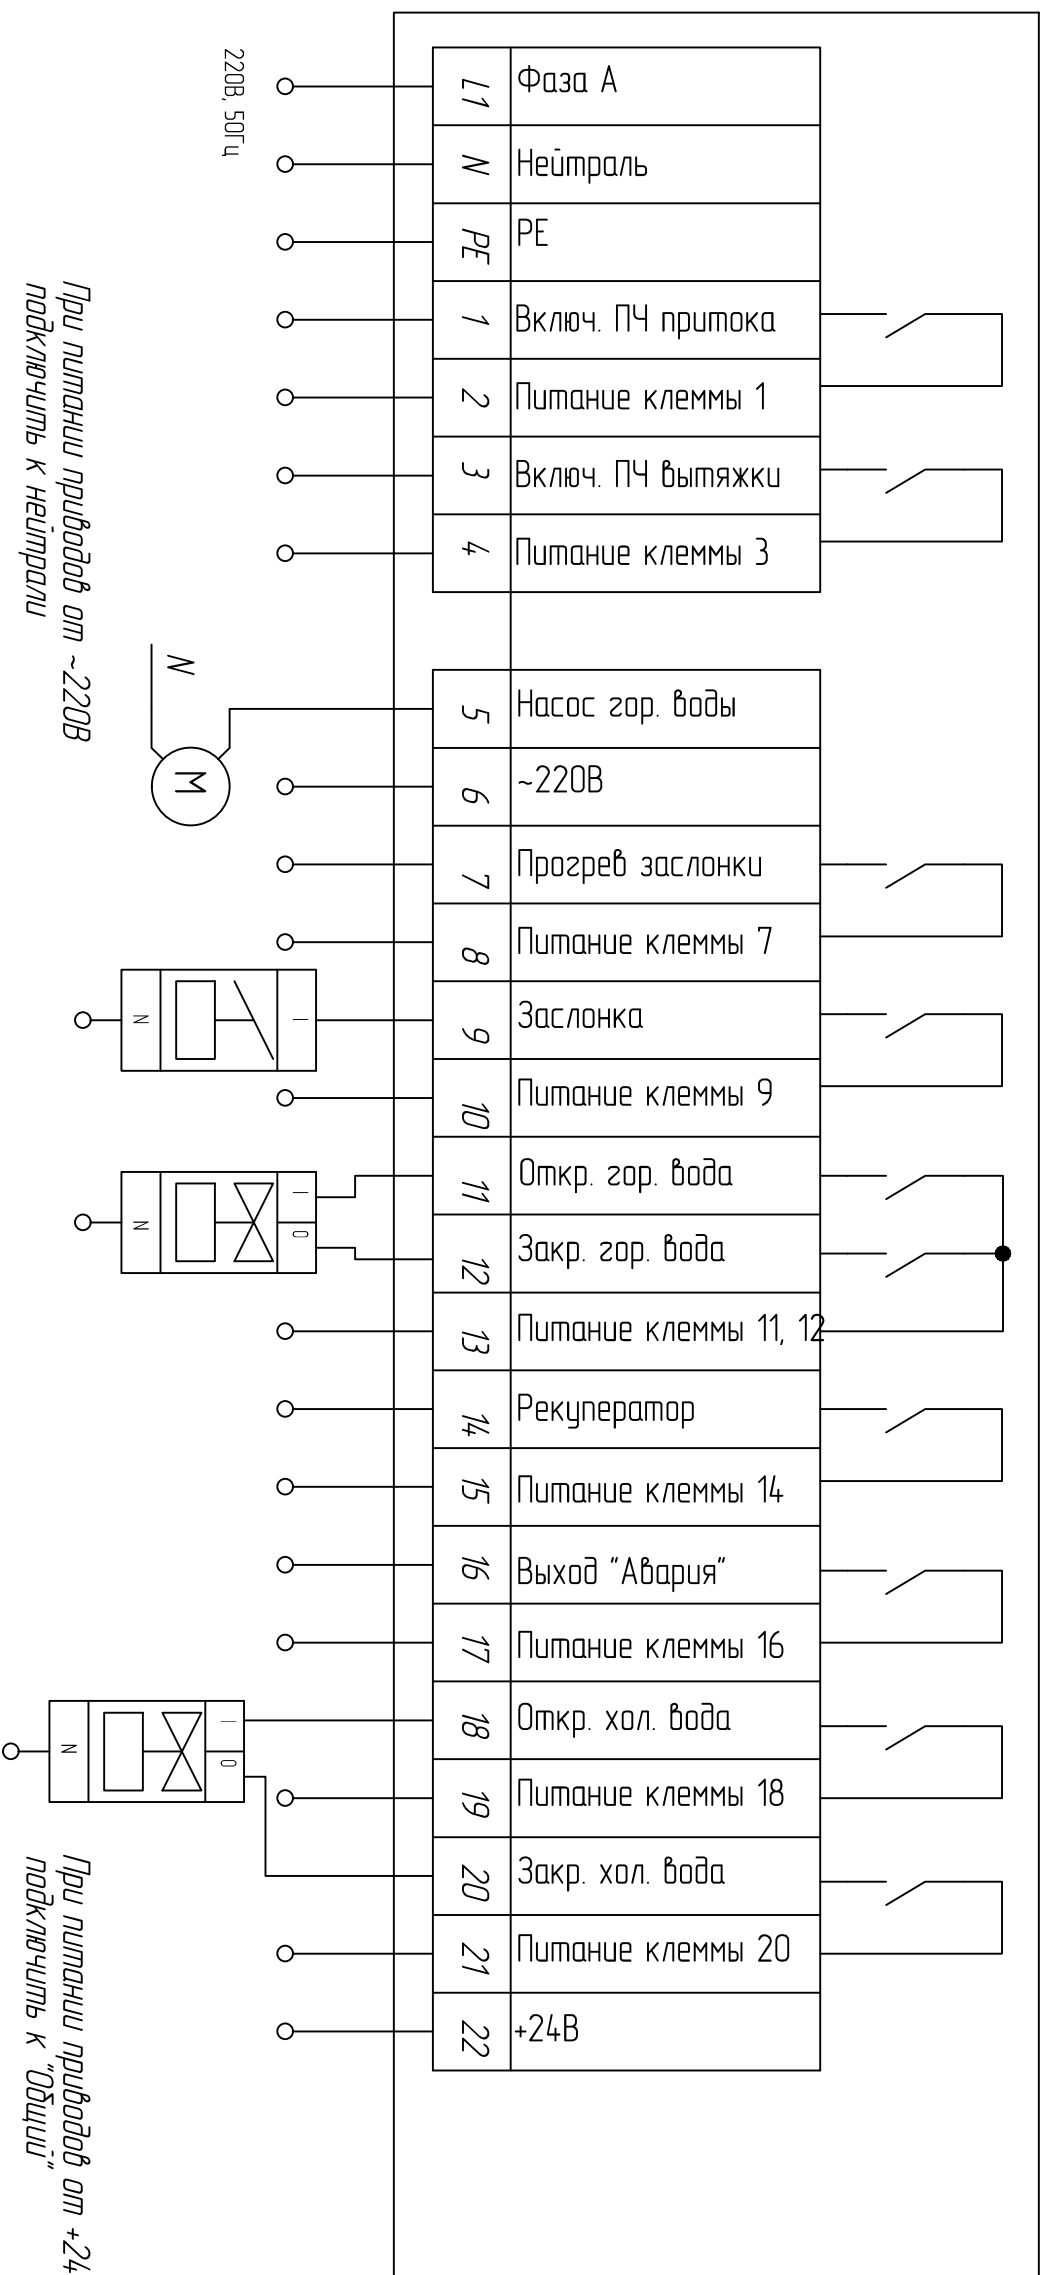 220В, 50Гц
L1 Фаза А
N Нейтраль
PE PE
1 Включ. ПЧ притока
2 Питание клеммы 1
3 Включ. ПЧ вытяжки
4 Питание клеммы 3
При питании приводов от ~220В
подключить к нейтрали
N
M
5 Насос гор. воды
6 ~220В
7 Прогрев заслонки
8 Питание клеммы 7
9 Заслонка
I
N
10 Питание клеммы 9
11 Откр. гор. вода
12 Закр. гор. вода
I
0
N
13 Питание клеммы 11, 12
14 Рекуператор
15 Питание клеммы 14
16 Выход "Авария"
17 Питание клеммы 16
18 Откр. хол. вода
I
0
N
19 Питание клеммы 18
20 Закр. хол. вода
21 Питание клеммы 20
22 +24В
При питании приводов от +24
подключить к "Общий"